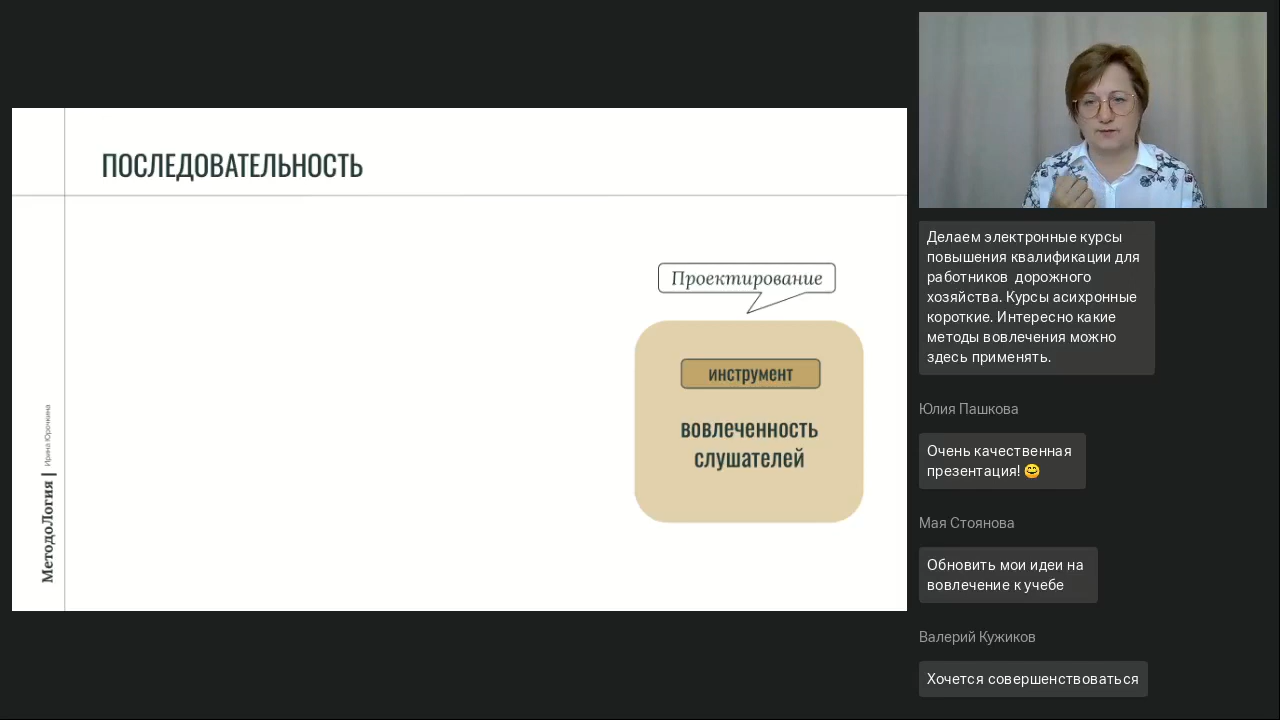 ПОСЛЕДОВАТЕЛЬНОСТЬ
Проектирование
инструмент
вовлеченность
слушателей
МетодоЛогия | Ирина Юрочкина
Делаем электронные курсы
повышения квалификации для
работников дорожного
хозяйства. Курсы асихронные
короткие. Интересно какие
методы вовлечения можно
здесь применять.
Юлия Пашкова
Очень качественная
презентация! 😊
Мая Стоянова
Обновить мои идеи на
вовлечение к учебе
Валерий Кужиков
Хочется совершенствоваться